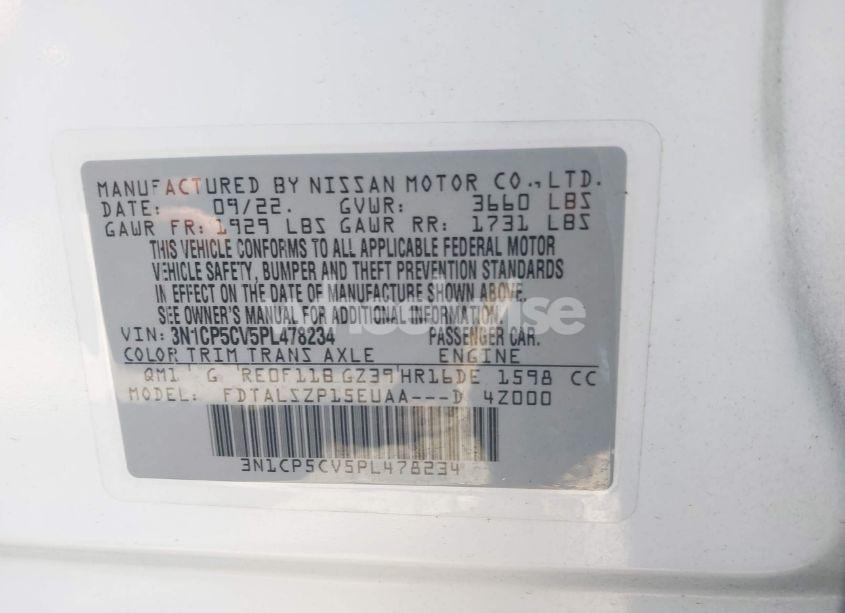 MANUFACTURED BY NISSAN MOTOR CO.,LTD.
DATE: 09/22. GVWR: 3660 LBS
GAWR FR: 1929 LBS GAWR RR: 1731 LBS
THIS VEHICLE CONFORMS TO ALL APPLICABLE FEDERAL MOTOR
VEHICLE SAFETY, BUMPER AND THEFT PREVENTION STANDARDS
IN EFFECT ON THE DATE OF MANUFACTURE SHOWN ABOVE.
SEE OWNER'S MANUAL FOR ADDITIONAL INFORMATION.
VIN: 3N1CP5CV5PL478234 PASSENGER CAR.
COLOR TRIM TRANS AXLE ENGINE
QM1 G RE0F11B GZ39 HR16DE 1598 CC
MODEL: FDTALSZP15EUAA---D 4Z000
3N1CP5CV5PL478234